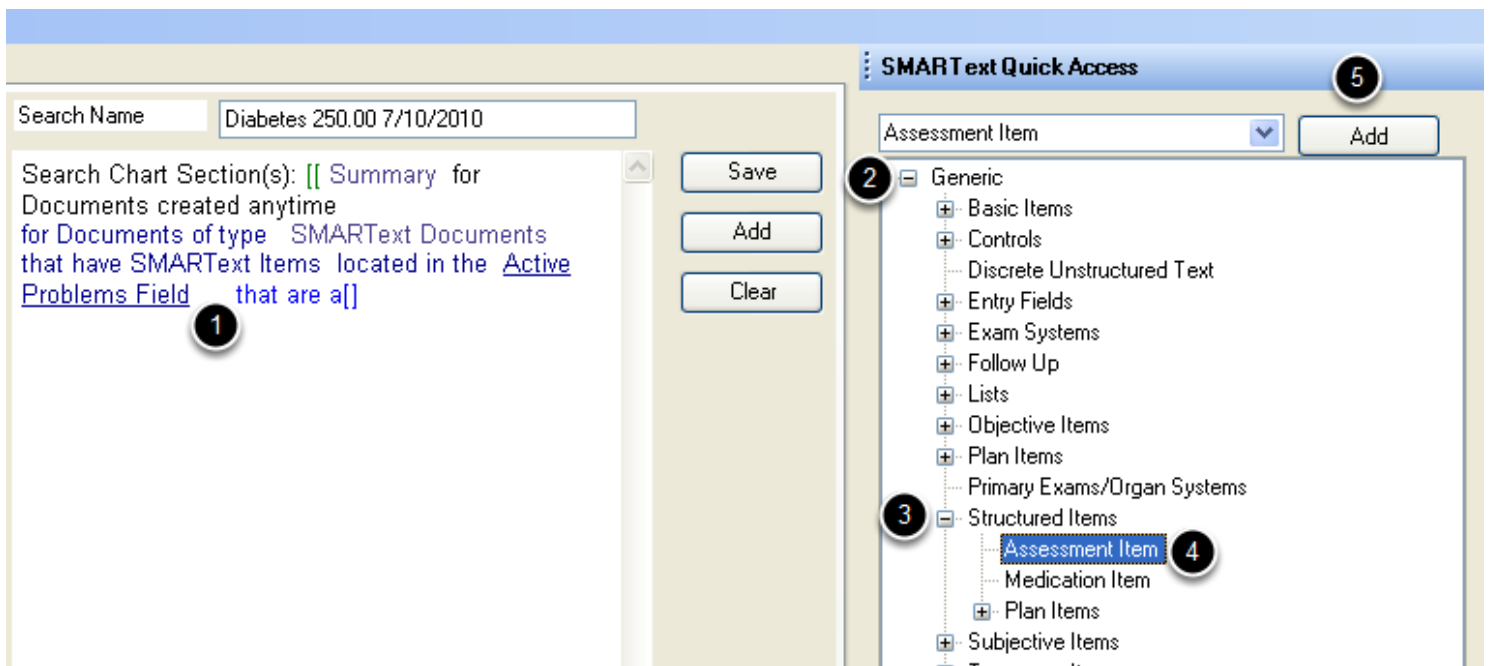 SMARText Quick Access
5
Search Name
Diabetes 250.00 7/10/2010
Assessment Item
Add
Search Chart Section(s): [[ Summary for
Documents created anytime
for Documents of type SMARText Documents
that have SMARText Items located in the Active
Problems Field that are a[]
1
Save
Add
Clear
2
Generic
Basic Items
Controls
Discrete Unstructured Text
Entry Fields
Exam Systems
Follow Up
Lists
Objective Items
Plan Items
Primary Exams/Organ Systems
3
Structured Items
Assessment Item
4
Medication Item
Plan Items
Subjective Items